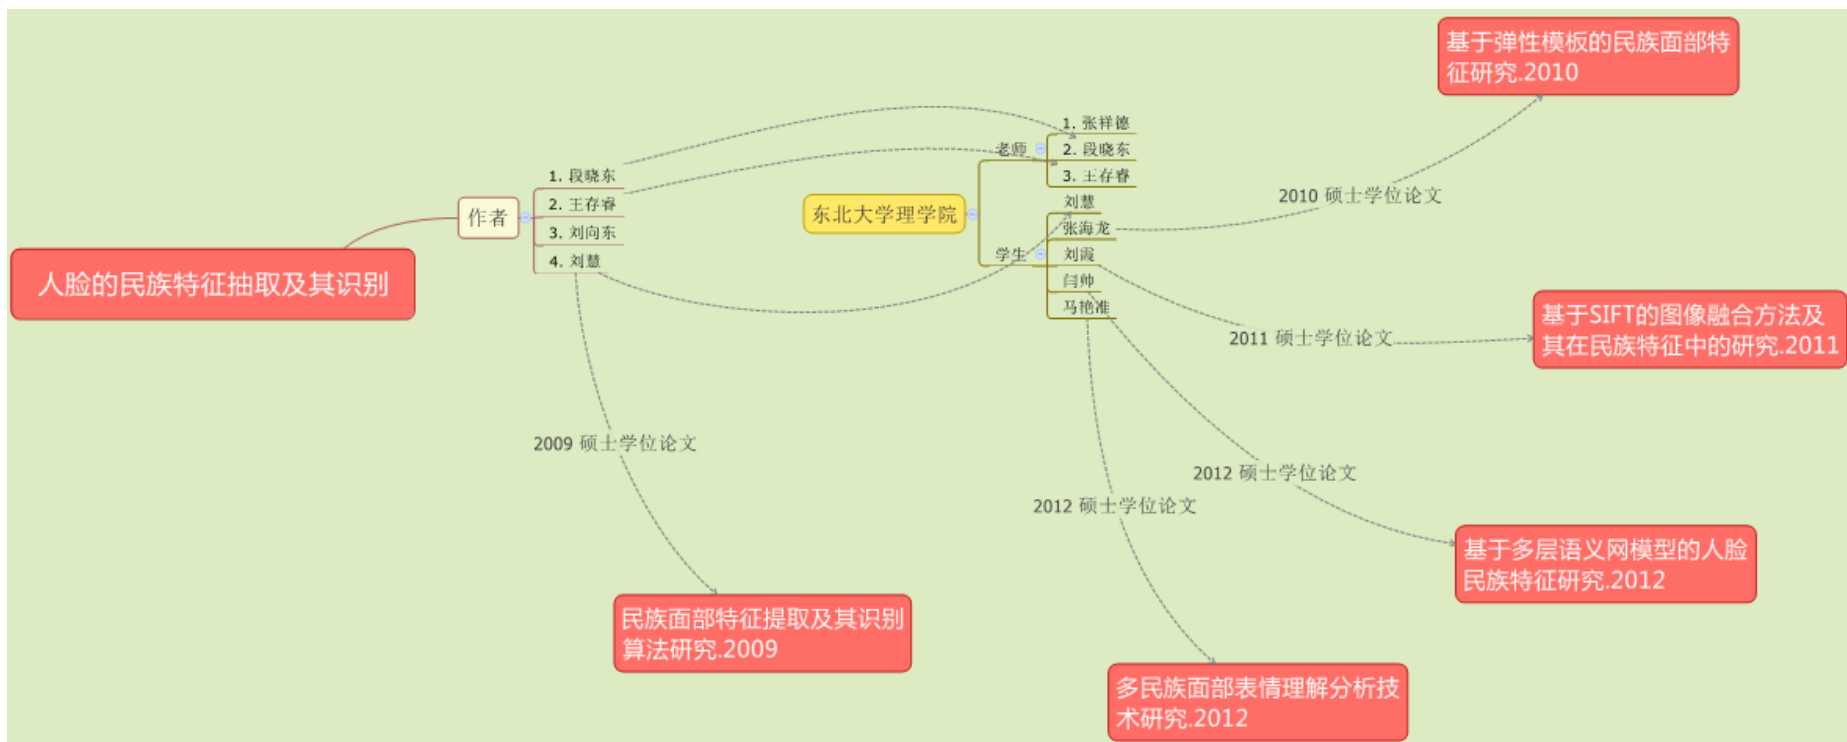 基于弹性模板的民族面部特
征研究.2010
1. 张祥德
老师
2. 段晓东
3. 王存睿
1. 段晓东
2. 王存睿
作者
3. 刘向东
4. 刘慧
人脸的民族特征抽取及其识别
东北大学理学院
刘慧
张海龙
学生
刘霞
闫帅
马艳准
2010 硕士学位论文
2011 硕士学位论文
基于SIFT的图像融合方法及
其在民族特征中的研究.2011
2009 硕士学位论文
2012 硕士学位论文
2012 硕士学位论文
基于多层语义网模型的人脸
民族特征研究.2012
民族面部特征提取及其识别
算法研究.2009
多民族面部表情理解分析技
术研究.2012